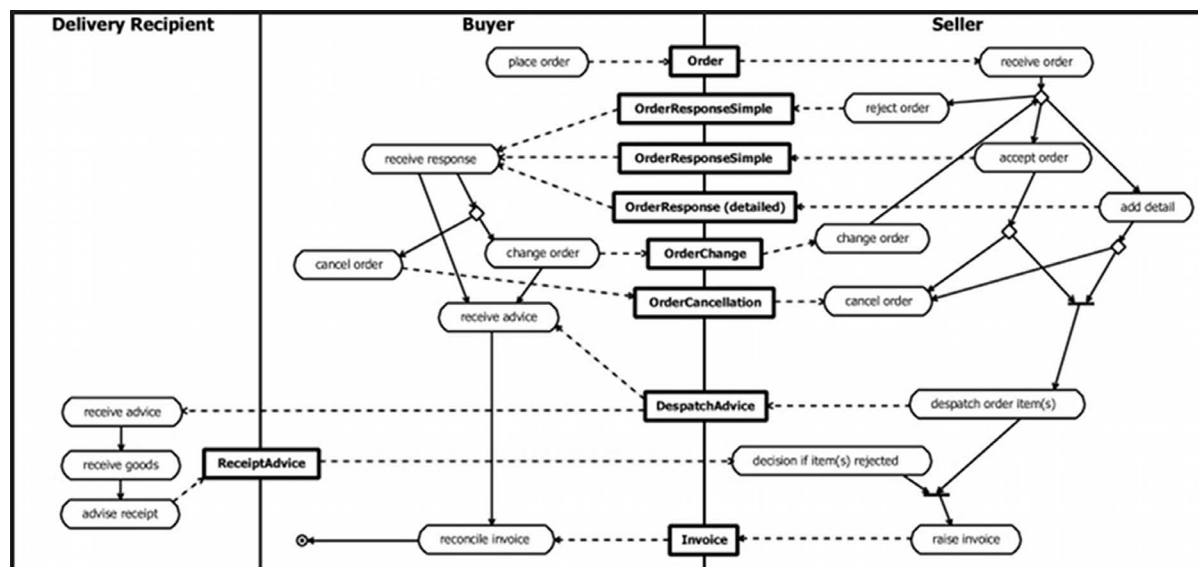 Delivery Recipient
Buyer
Seller
place order
Order
receive order
OrderResponseSimple
reject order
receive response
OrderResponseSimple
accept order
OrderResponse (detailed)
add detail
change order
OrderChange
change order
cancel order
OrderCancellation
cancel order
receive advice
receive advice
DespatchAdvice
despatch order item(s)
receive goods
ReceiptAdvice
decision if item(s) rejected
advise receipt
reconcile invoice
Invoice
raise invoice